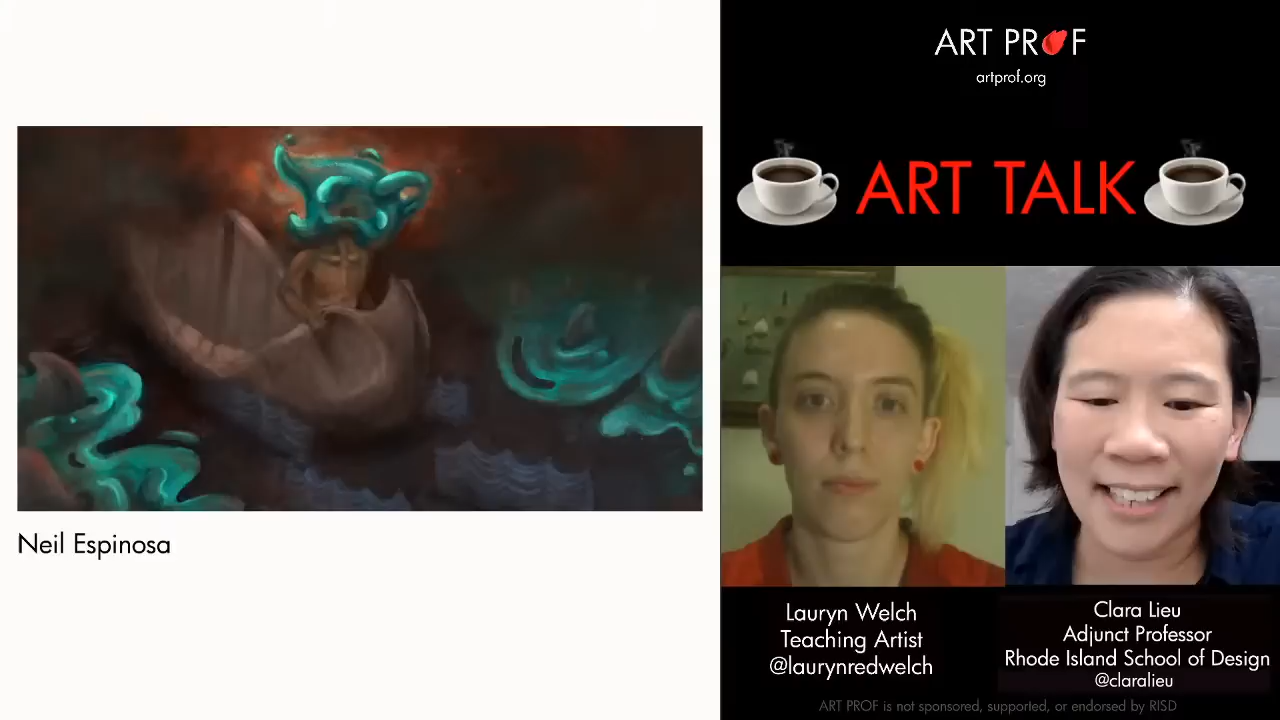 Neil Espinosa
ART PROF
artprof.org
ART TALK
Lauryn Welch
Teaching Artist
@laurynredwelch
Clara Lieu
Adjunct Professor
Rhode Island School of Design
@claralieu
ART PROF is not sponsored, supported, or endorsed by RISD